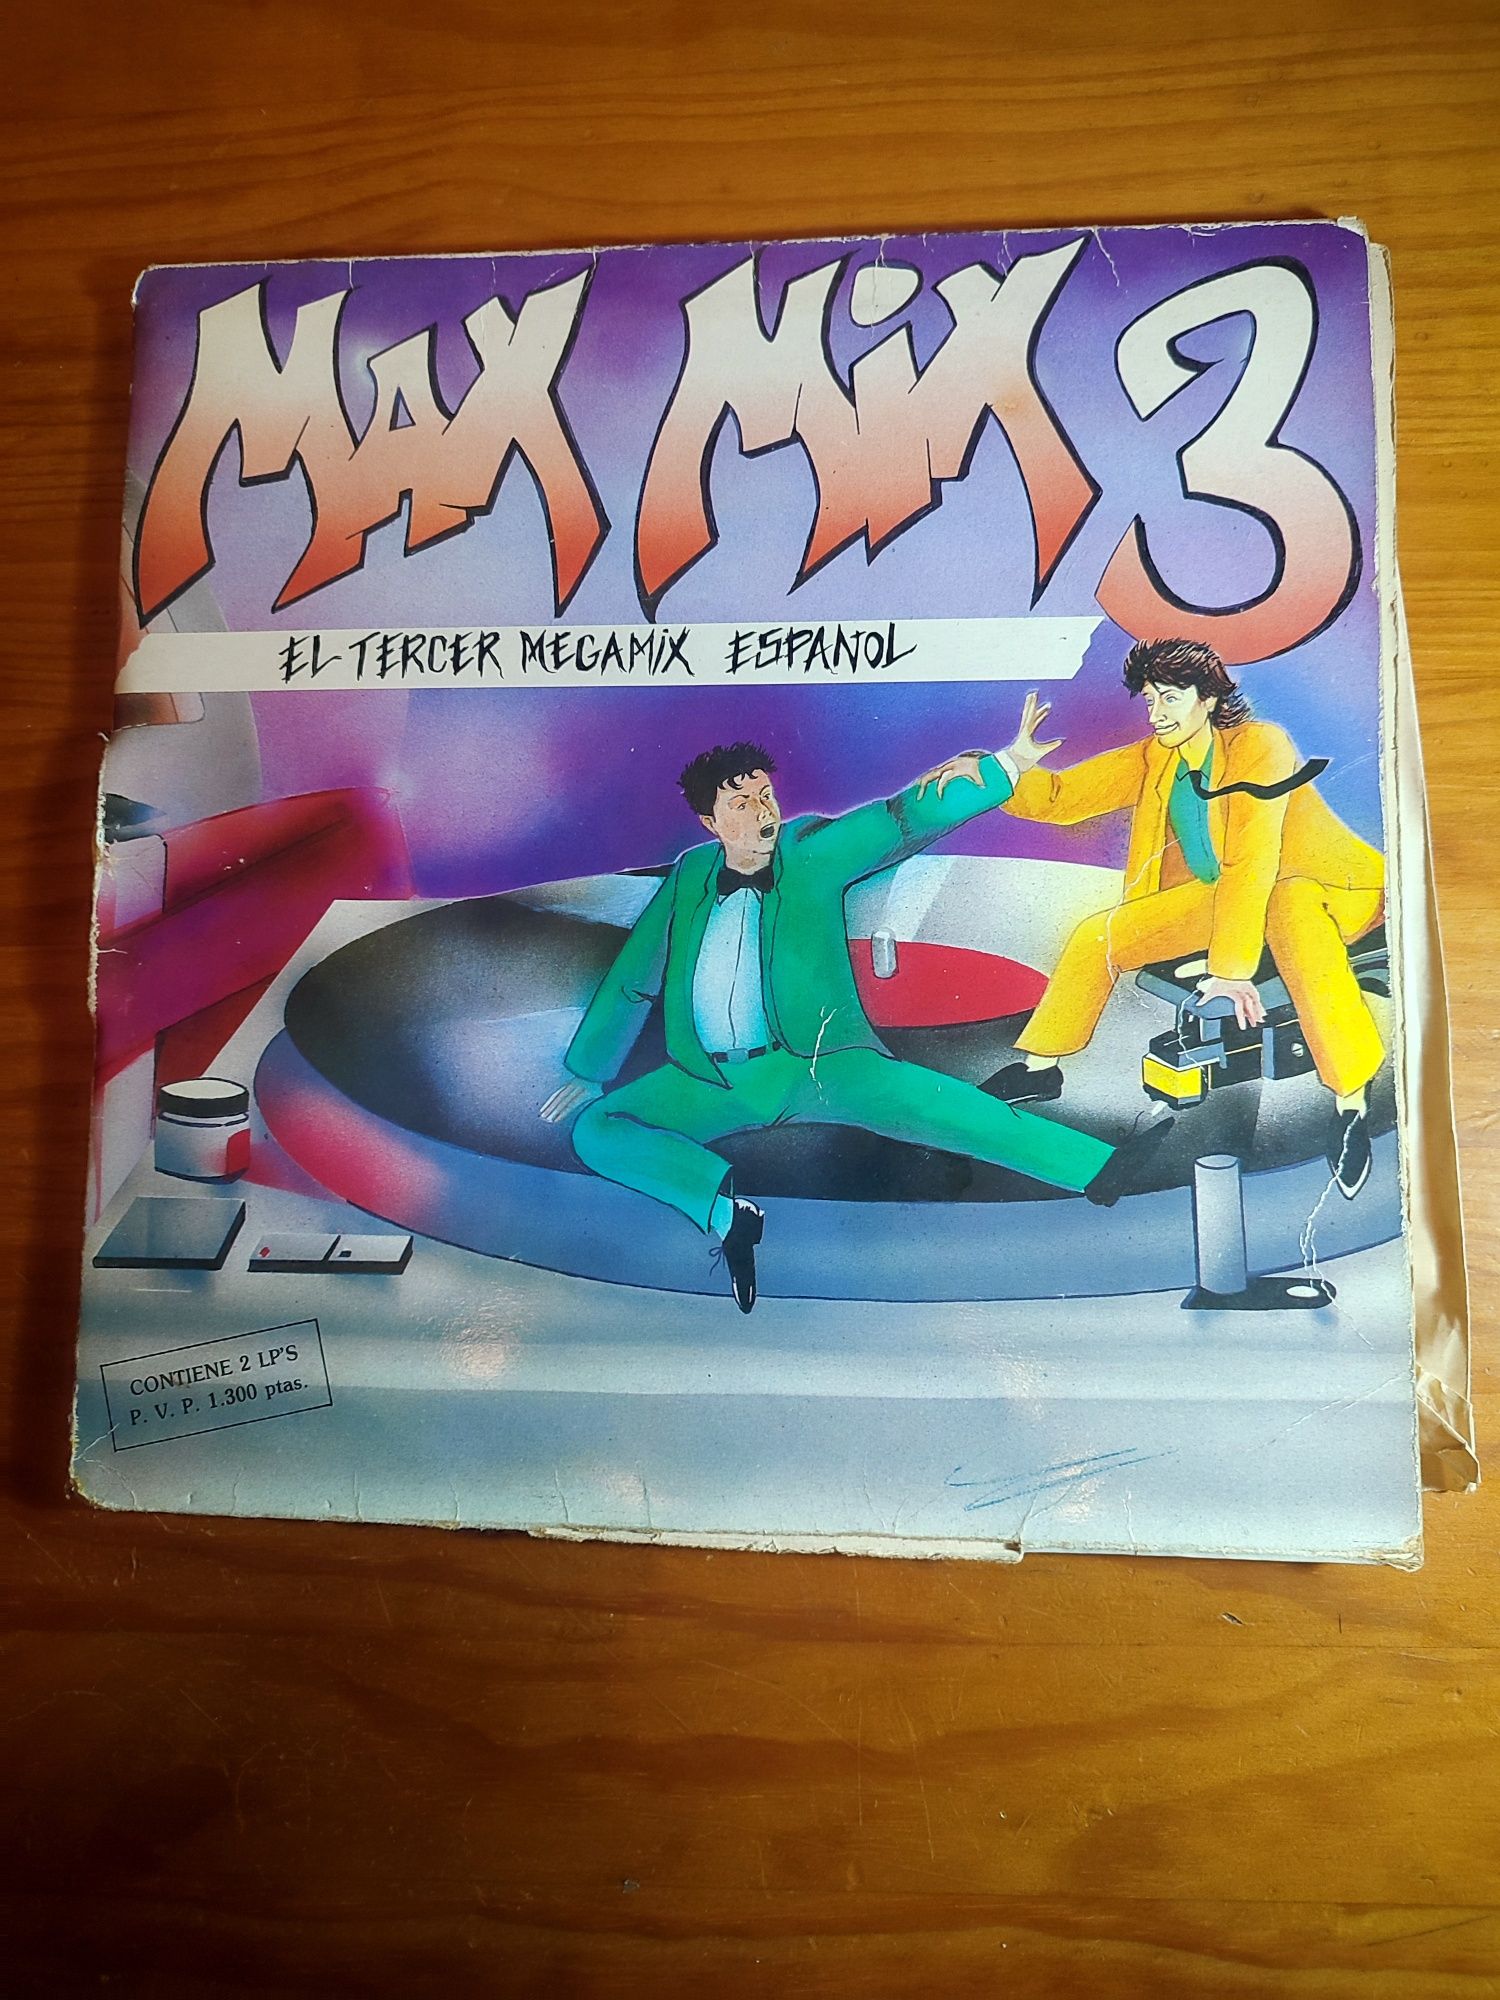 MAX MiX 3
EL TERCER MEGAMiX ESPAÑOL
CONTIENE 2 LP'S
P. V. P. 1.300 ptas.